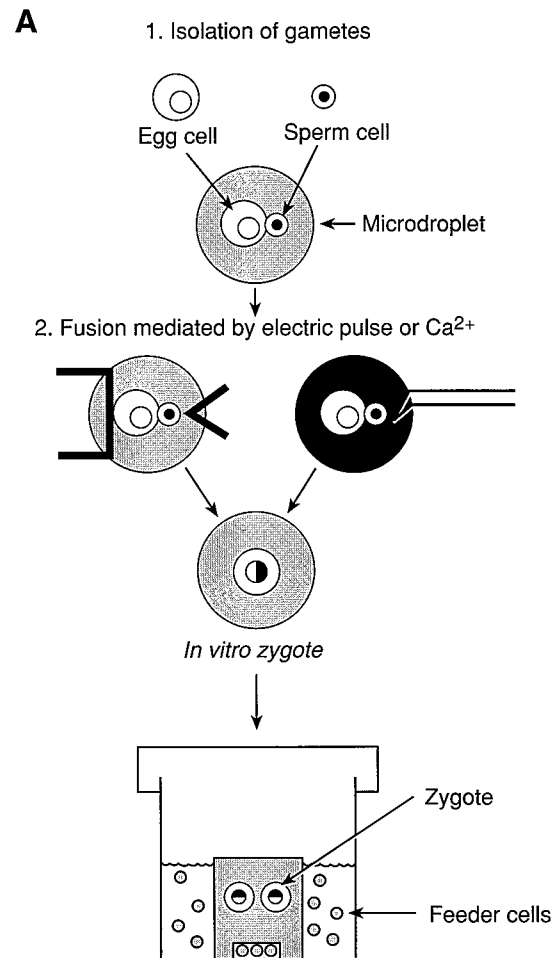 A
1. Isolation of gametes
Egg cell
Sperm cell
Microdroplet
2. Fusion mediated by electric pulse or Ca2+
In vitro zygote
Zygote
Feeder cells